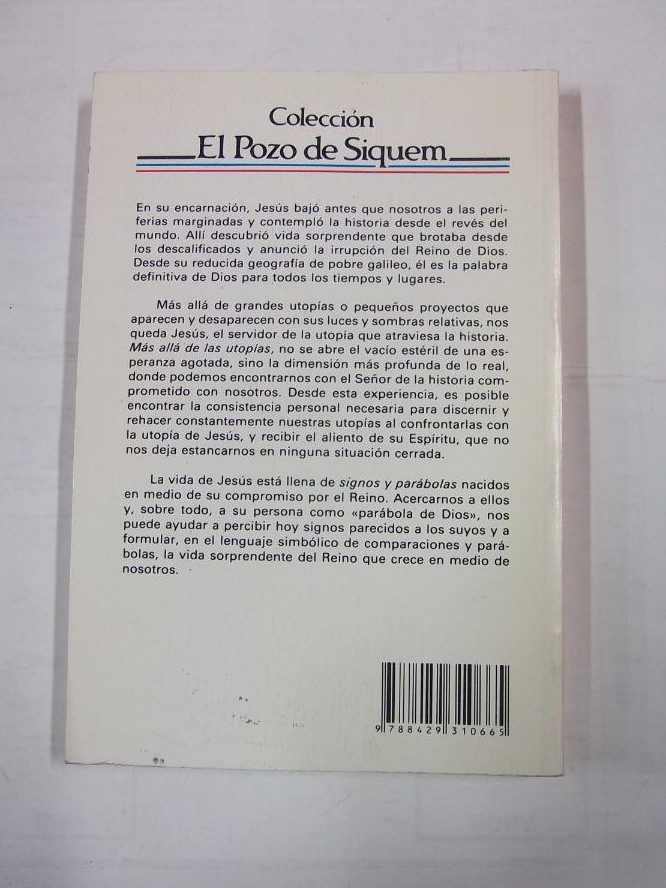 Colección
El Pozo de Siquem
En su encarnación, Jesús bajó antes que nosotros a las peri-
ferias marginadas y contempló la historia desde el revés del
mundo. Allí descubrió vida sorprendente que brotaba desde
los descalificados y anunció la irrupción del Reino de Dios.
Desde su reducida geografía de pobre galileo, él es la palabra
definitiva de Dios para todos los tiempos y lugares.
Más allá de grandes utopías o pequeños proyectos que
aparecen y desaparecen con sus luces y sombras relativas, nos
queda Jesús, el servidor de la utopía que atraviesa la historia.
Más allá de las utopías, no se abre el vacío estéril de una es-
peranza agotada, sino la dimensión más profunda de lo real,
donde podemos encontrarnos con el Señor de la historia com-
prometido con nosotros. Desde esta experiencia, es posible
encontrar la consistencia personal necesaria para discernir y
rehacer constantemente nuestras utopías al confrontarlas con
la utopía de Jesús, y recibir el aliento de su Espíritu, que no
nos deja estancarnos en ninguna situación cerrada.
La vida de Jesús está llena de signos y parábolas nacidos
en medio de su compromiso por el Reino. Acercarnos a ellos
y, sobre todo, a su persona como «parábola de Dios», nos
puede ayudar a percibir hoy signos parecidos a los suyos y a
formular, en el lenguaje simbólico de comparaciones y pará-
bolas, la vida sorprendente del Reino que crece en medio de
nosotros.
9 788429 310665